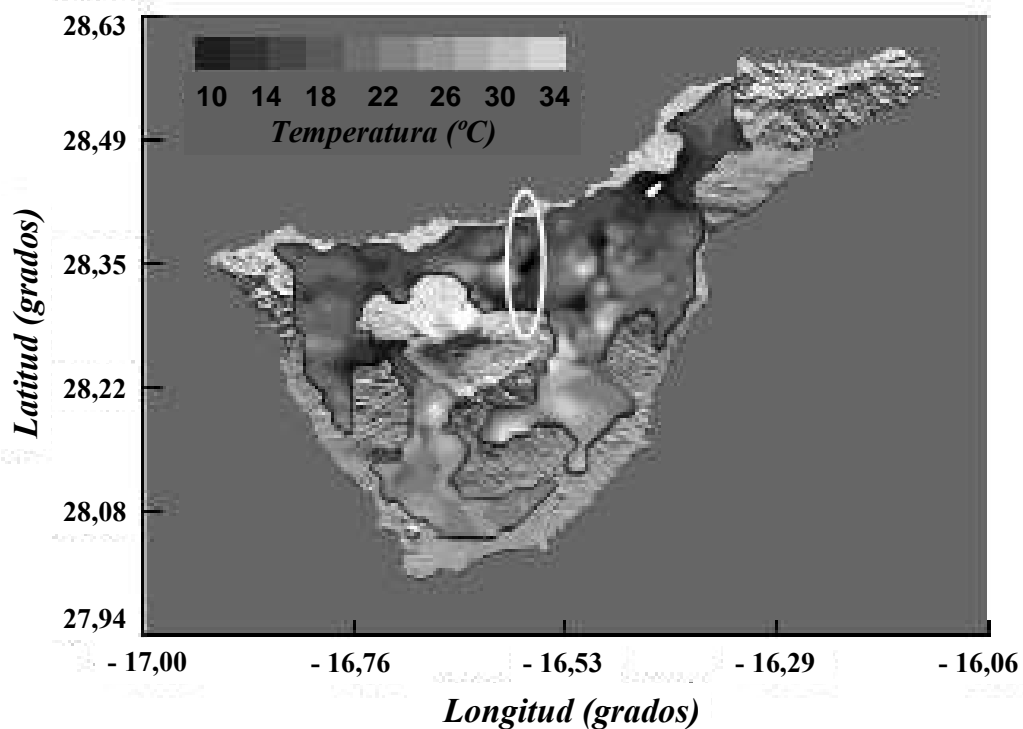 28,63
10 14 18 22 26 30 34
Temperatura (ºC)
28,49
28,35
28,22
28,08
27,94
Latitud (grados)
- 17,00 - 16,76 - 16,53 - 16,29 - 16,06
Longitud (grados)